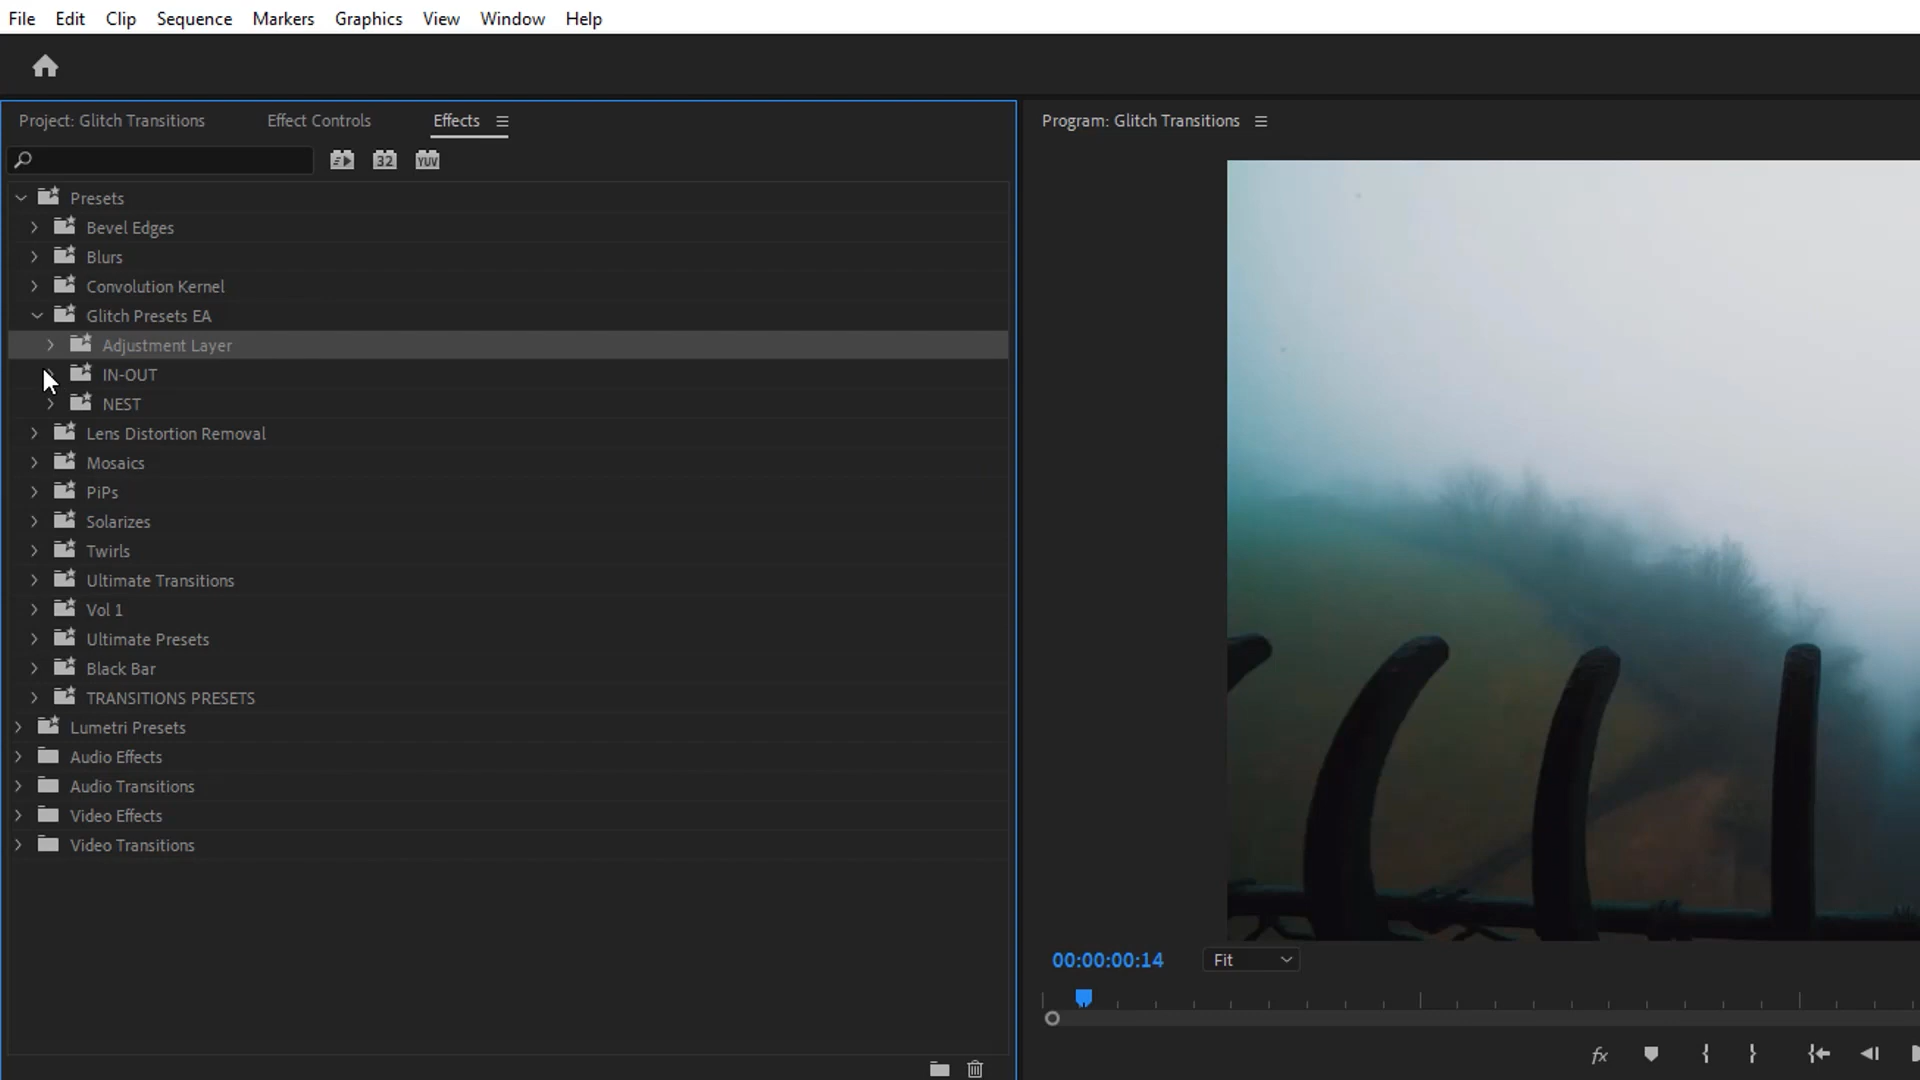 File Edit Clip Sequence Markers Graphics View Window Help
Project: Glitch Transitions Effect Controls Effects
Program: Glitch Transitions
32 YUV
Presets
Bevel Edges
Blurs
Convolution Kernel
Glitch Presets EA
Adjustment Layer
IN-OUT
NEST
Lens Distortion Removal
Mosaics
PiPs
Solarizes
Twirls
Ultimate Transitions
Vol 1
Ultimate Presets
Black Bar
TRANSITIONS PRESETS
Lumetri Presets
Audio Effects
Audio Transitions
Video Effects
Video Transitions
00:00:00:14 Fit
fx